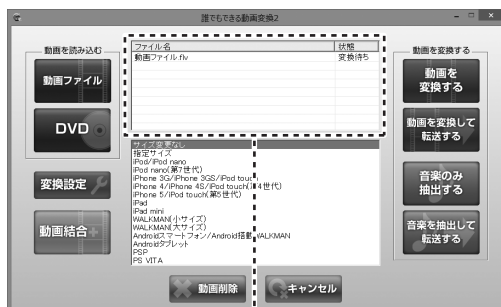 誰でもできる動画変換2
動画を読み込む
動画ファイル
DVD
変換設定
動画結合
ファイル名 状態
動画ファイル.flv 変換待ち
サイズ変更なし
指定サイズ
iPod/iPod nano
iPod nano(第7世代)
iPhone 3G/iPhone 3GS/iPod touch
iPhone 4/iPhone 4S/iPod touch(第4世代)
iPhone 5/iPod touch(第5世代)
iPad
iPad mini
WALKMAN(小サイズ)
WALKMAN(大サイズ)
Androidスマートフォン/Android搭載WALKMAN
Androidタブレット
PSP
PS VITA
動画削除
キャンセル
動画を変換する
動画を
変換する
動画を変換して
転送する
音楽のみ
抽出する
音楽を抽出して
転送する